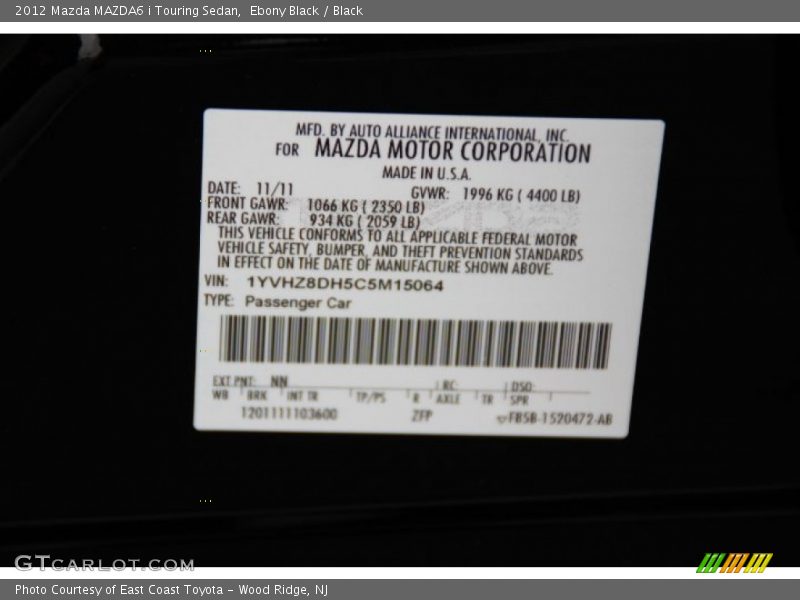 2012 Mazda MAZDA6 i Touring Sedan,  Ebony Black / Black
MFD. BY AUTO ALLIANCE INTERNATIONAL, INC.
FOR MAZDA MOTOR CORPORATION
MADE IN U.S.A.
DATE: 11/11 GVWR: 1996 KG ( 4400 LB)
FRONT GAWR: 1066 KG ( 2350 LB)
REAR GAWR: 934 KG ( 2059 LB)
THIS VEHICLE CONFORMS TO ALL APPLICABLE FEDERAL MOTOR
VEHICLE SAFETY, BUMPER, AND THEFT PREVENTION STANDARDS
IN EFFECT ON THE DATE OF MANUFACTURE SHOWN ABOVE.
VIN: 1YVHZ8DH5C5M15064
TYPE: Passenger Car
EXT PNT: NN RC: DSO:
WB BRK INT TR TP/PS R AXLE TR SPR
1201111103600 ZFP FB5B-1520472-AB
GTCARLOT.COM
Photo Courtesy of East Coast Toyota – Wood Ridge, NJ